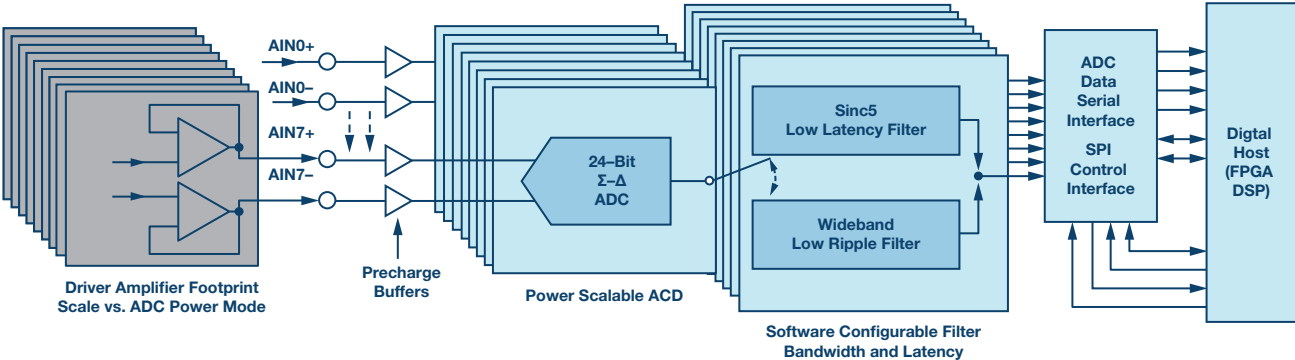 AIN0+
AIN0–
AIN7+
AIN7–
Driver Amplifier Footprint
Scale vs. ADC Power Mode
Precharge
Buffers
24–Bit
Σ–Δ
ADC
Power Scalable ACD
Sinc5
Low Latency Filter
Wideband
Low Ripple Filter
Software Configurable Filter
Bandwidth and Latency
ADC
Data
Serial
Interface
SPI
Control
Interface
Digtal
Host
(FPGA
DSP)